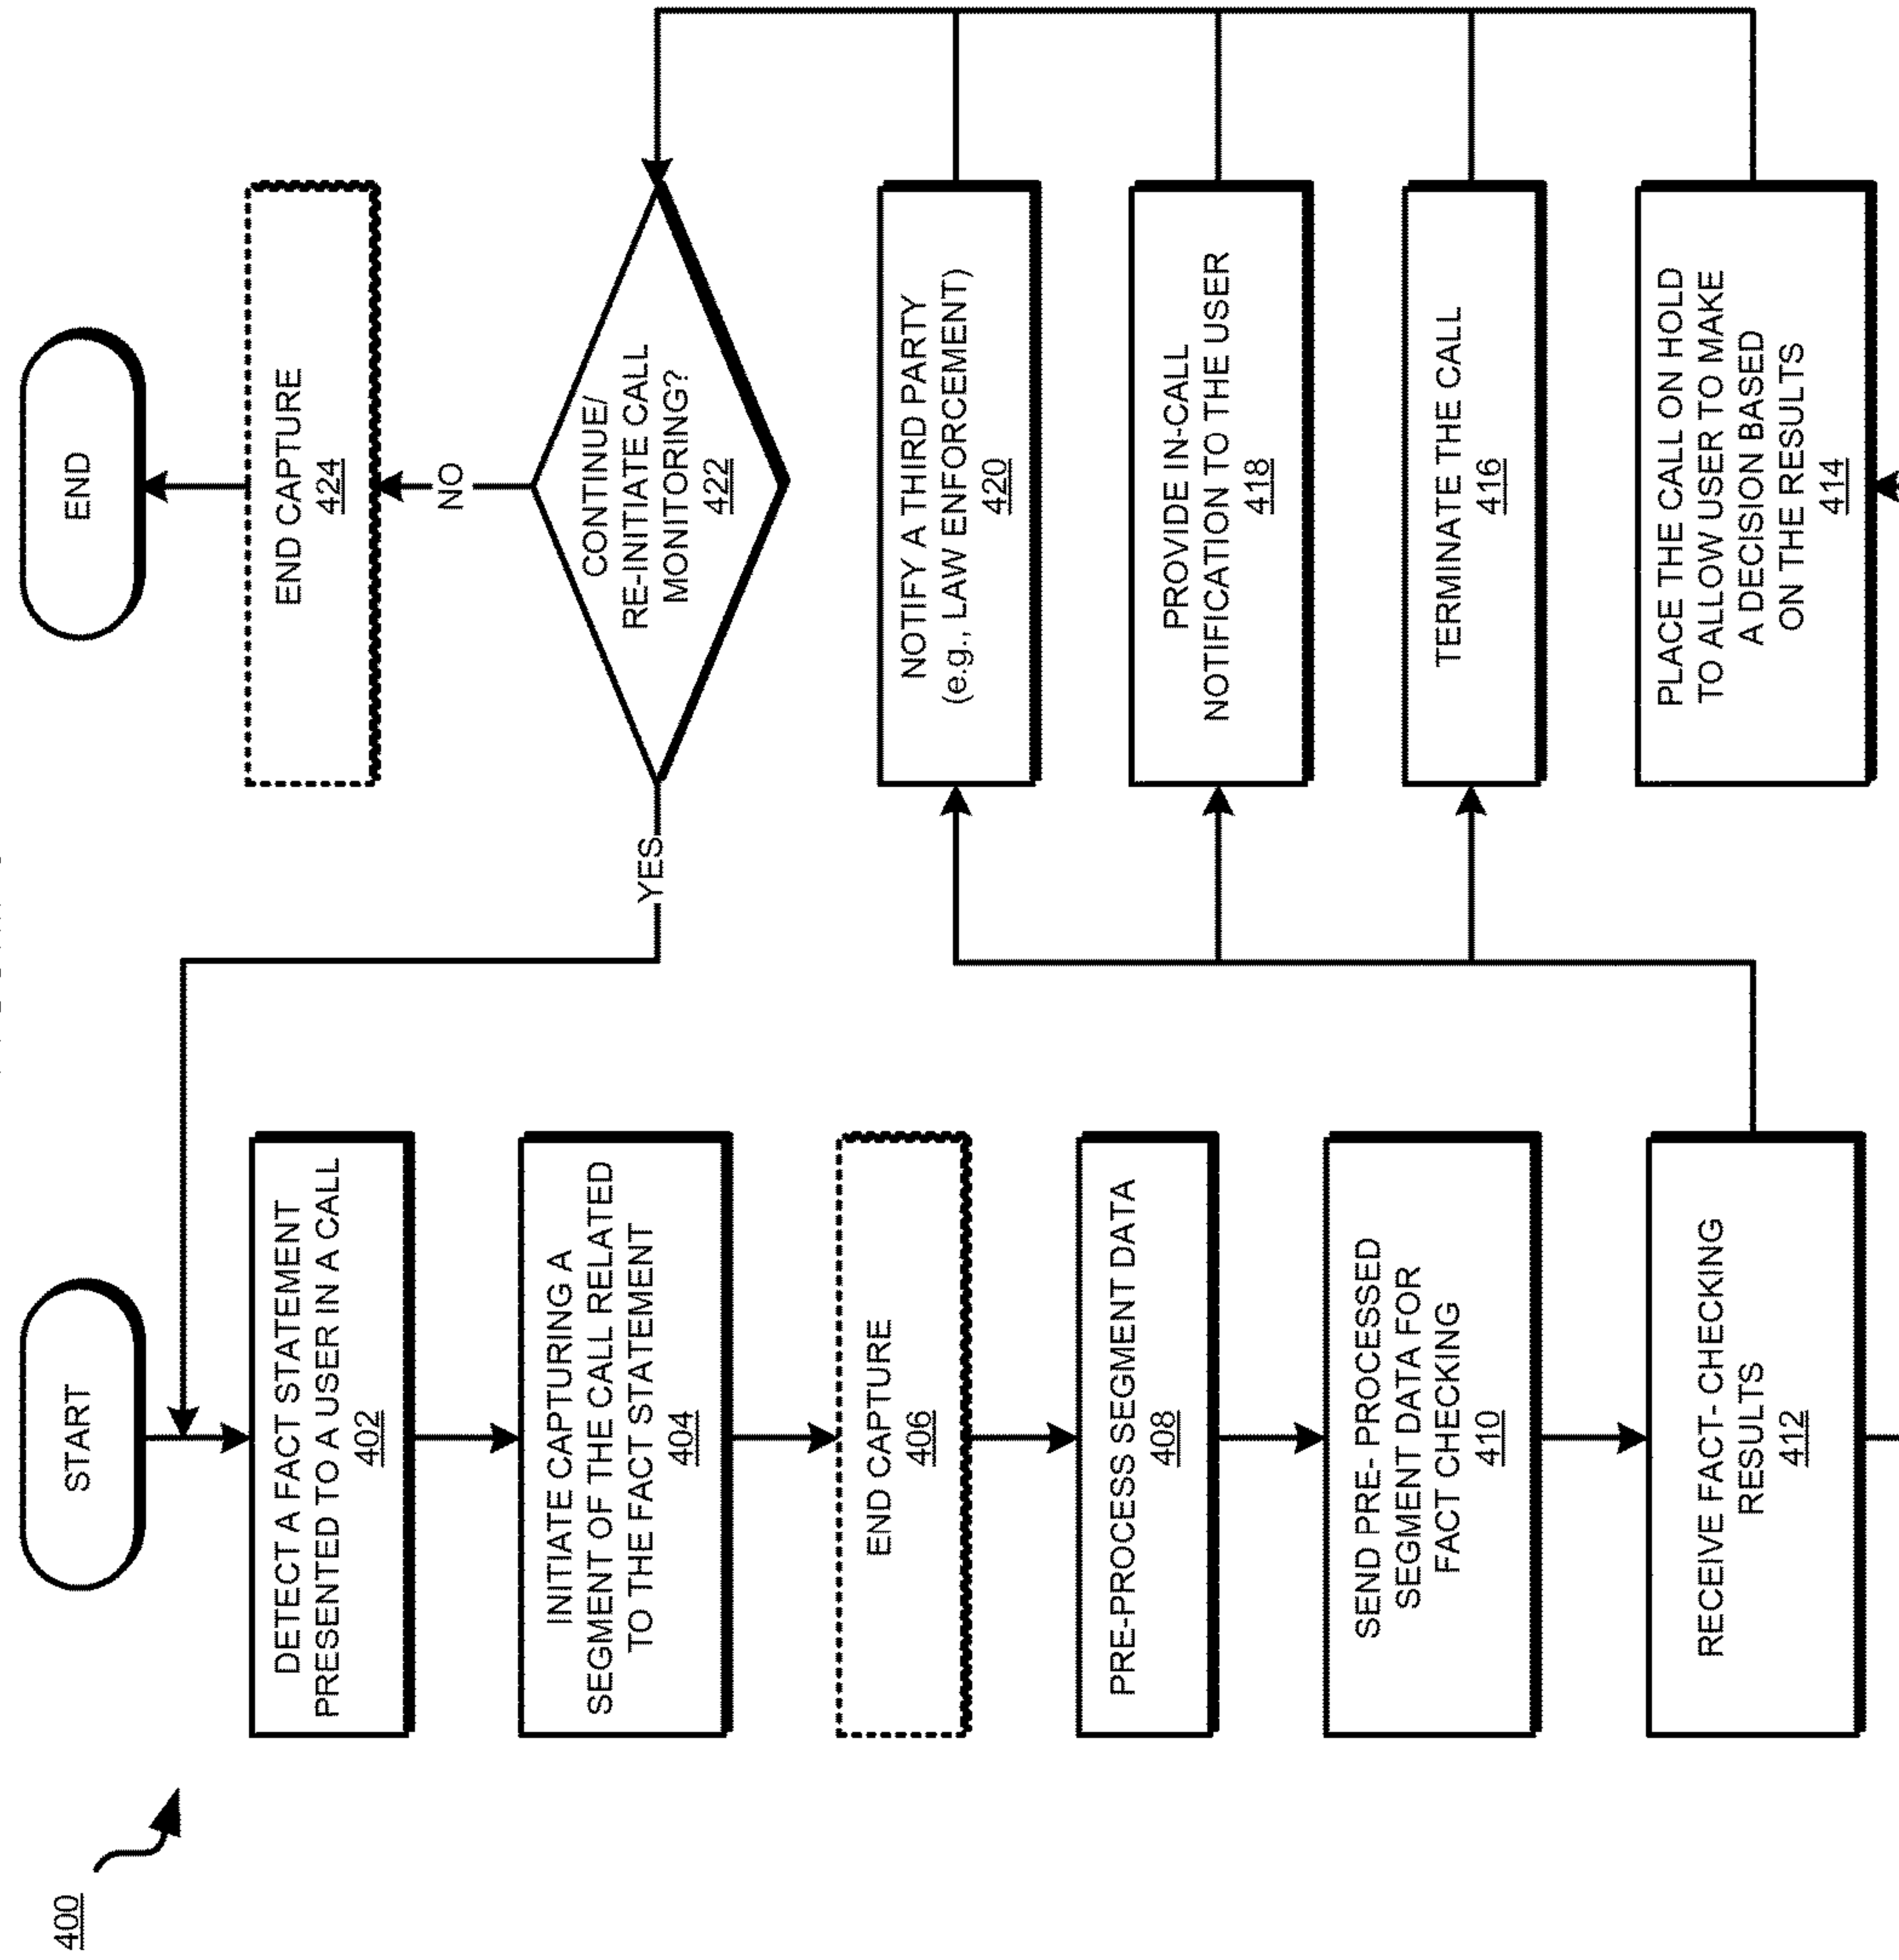 400
START
DETECT A FACT STATEMENT
PRESENTED TO A USER IN A CALL
402
INITIATE CAPTURING A
SEGMENT OF THE CALL RELATED
TO THE FACT STATEMENT
404
END CAPTURE
406
PRE-PROCESS SEGMENT DATA
408
SEND PRE- PROCESSED
SEGMENT DATA FOR
FACT CHECKING
410
RECEIVE FACT- CHECKING
RESULTS
412
PLACE THE CALL ON HOLD
TO ALLOW USER TO MAKE
A DECISION BASED
ON THE RESULTS
414
TERMINATE THE CALL
416
PROVIDE IN-CALL
NOTIFICATION TO THE USER
418
NOTIFY A THIRD PARTY
(e.g., LAW ENFORCEMENT)
420
CONTINUE/
RE-INITIATE CALL
MONITORING?
422
YES
NO
END CAPTURE
424
END